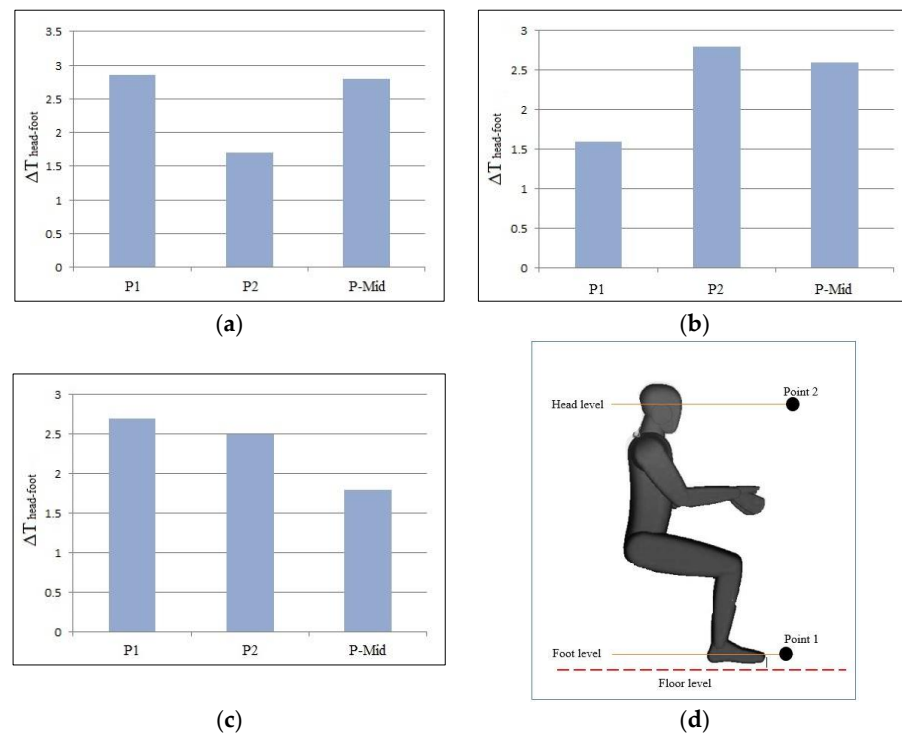 3.5
3
2.5
2
1.5
1
0.5
0
ΔT head-foot
P1 P2 P-Mid
(a)
3
2.5
2
1.5
1
0.5
0
ΔT head-foot
P1 P2 P-Mid
(b)
3
2.5
2
1.5
1
0.5
0
ΔT head-foot
P1 P2 P-Mid
(c)
Point 2
Head level
Point 1
Foot level
Floor level
(d)